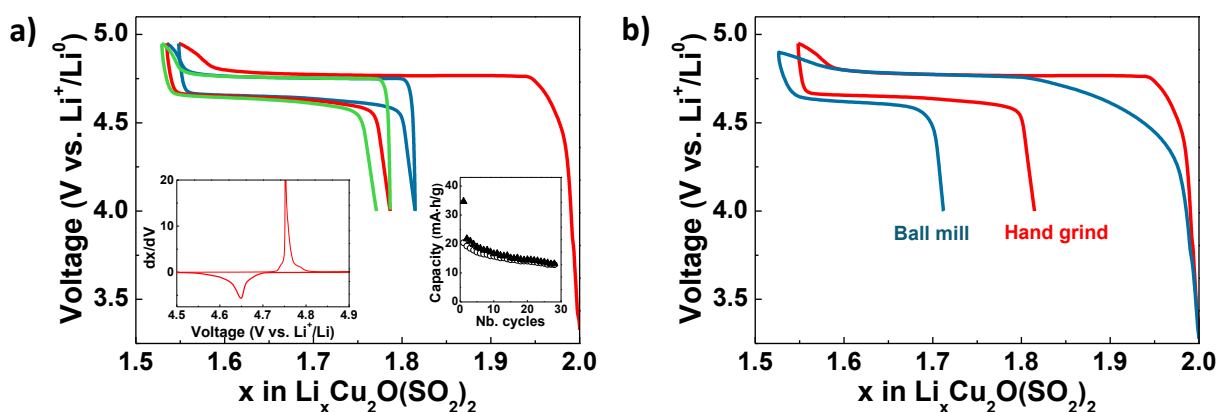 a)
Voltage (V vs. Li⁺/Li⁰)
5.0
4.5
4.0
3.5
1.5 1.6 1.7 1.8 1.9 2.0
x in LiₓCu₂O(SO₂)₂
dx/dV
20
10
0
4.5 4.6 4.7 4.8 4.9
Voltage (V vs. Li⁺/Li)
Capacity (mA·h/g)
40
30
20
10
0
0 10 20 30
Nb. cycles
b)
Voltage (V vs. Li⁺/Li⁰)
5.0
4.5
4.0
3.5
Ball mill Hand grind
1.5 1.6 1.7 1.8 1.9 2.0
x in LiₓCu₂O(SO₂)₂